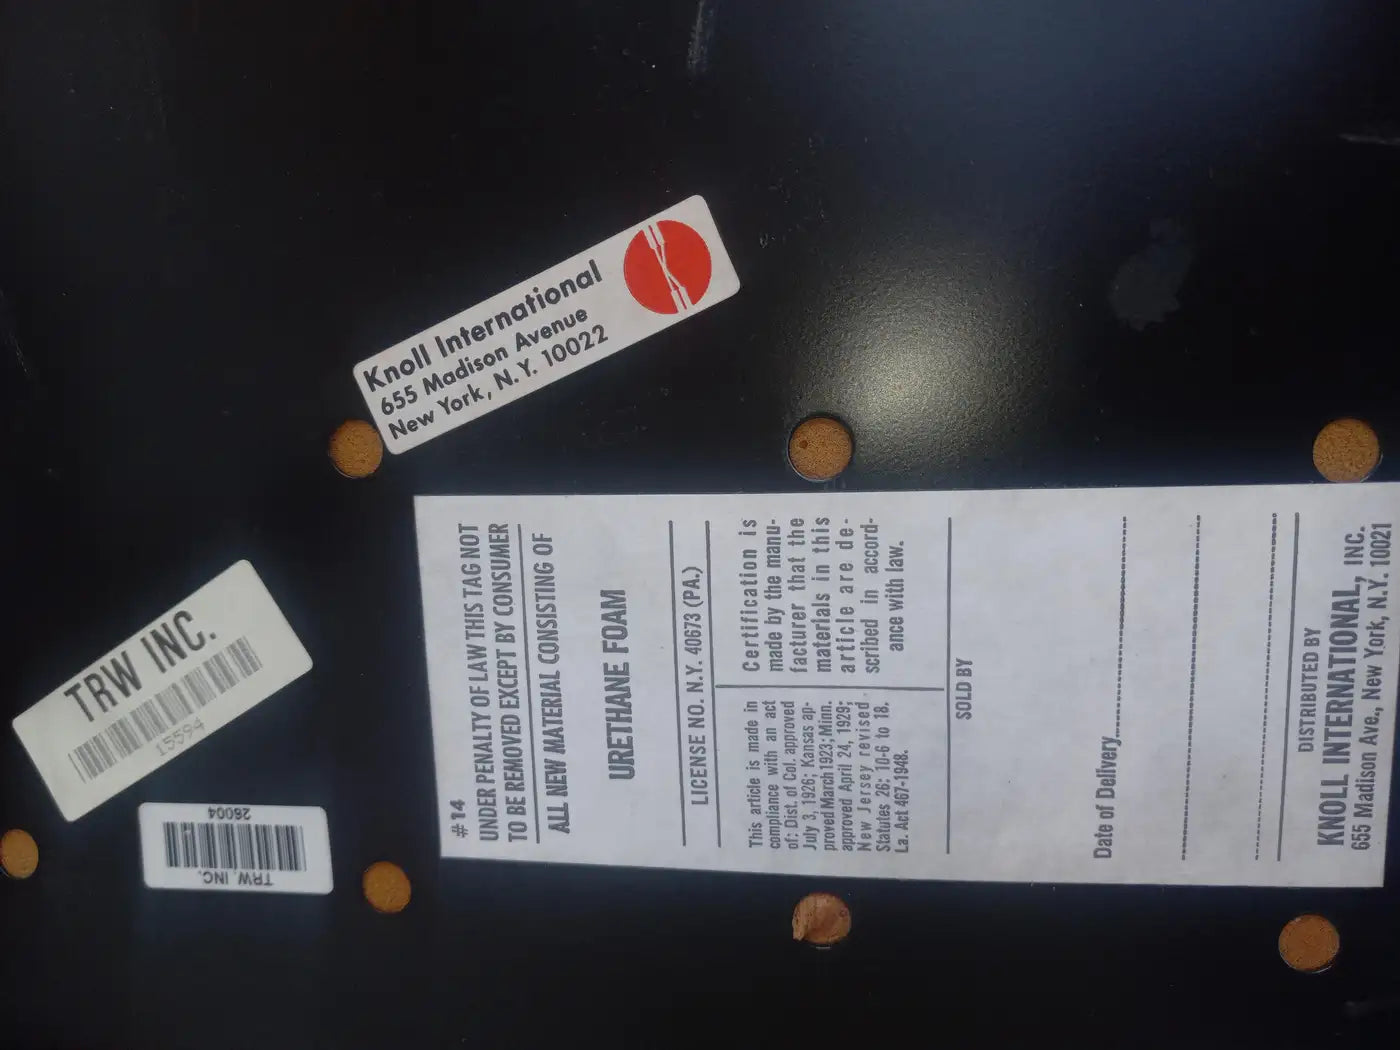 Knoll International
655 Madison Avenue
New York, N.Y. 10022
TRW INC.
15594
TRW. INC.
26004
#14
UNDER PENALTY OF LAW THIS TAG NOT
TO BE REMOVED EXCEPT BY CONSUMER
ALL NEW MATERIAL CONSISTING OF
URETHANE FOAM
LICENSE NO. N.Y. 40673 (PA.)
This article is made in
compliance with an act
of: Dist. of Col. approved
July 3, 1926; Kansas ap-
proved March 1923; Minn.
approved April 24, 1929;
New Jersey revised
Statutes 26: 10-6 to 18.
La. Act 467-1948.
Certification is
made by the manu-
facturer that the
materials in this
article are de-
scribed in accord-
ance with law.
SOLD BY
Date of Delivery
DISTRIBUTED BY
KNOLL INTERNATIONAL, INC.
655 Madison Ave., New York, N.Y. 10021